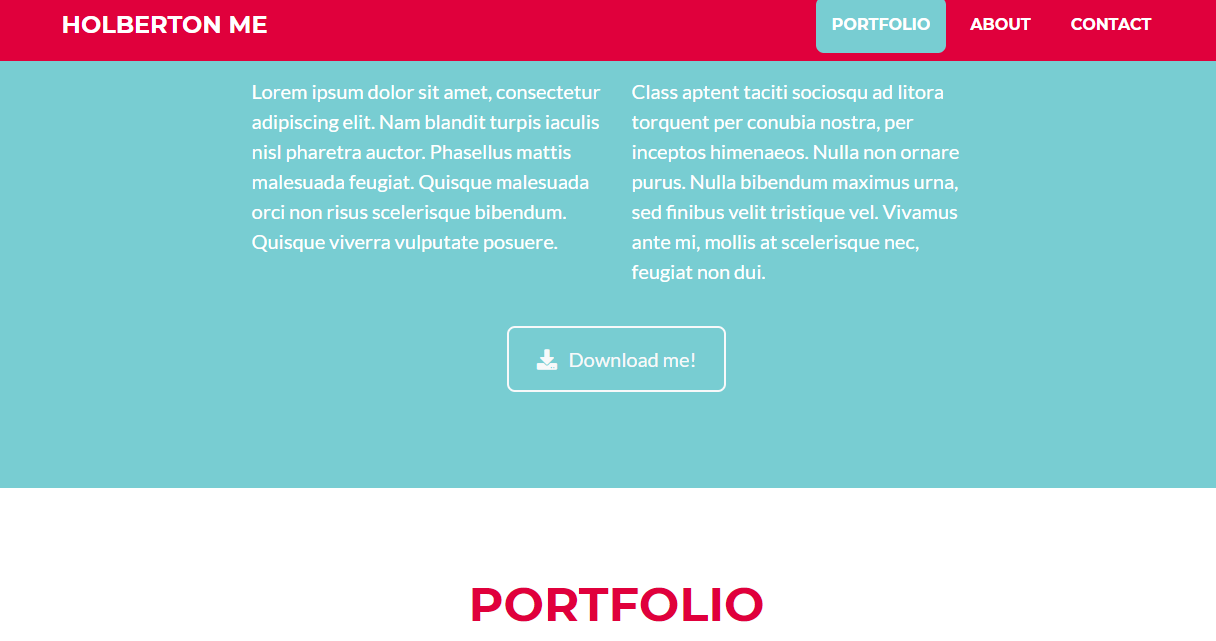 HOLBERTON ME
PORTFOLIO ABOUT CONTACT
Lorem ipsum dolor sit amet, consectetur
adipiscing elit. Nam blandit turpis iaculis
nisl pharetra auctor. Phasellus mattis
malesuada feugiat. Quisque malesuada
orci non risus scelerisque bibendum.
Quisque viverra vulputate posuere.
Class aptent taciti sociosqu ad litora
torquent per conubia nostra, per
inceptos himenaeos. Nulla non ornare
purus. Nulla bibendum maximus urna,
sed finibus velit tristique vel. Vivamus
ante mi, mollis at scelerisque nec,
feugiat non dui.
Download me!
PORTFOLIO